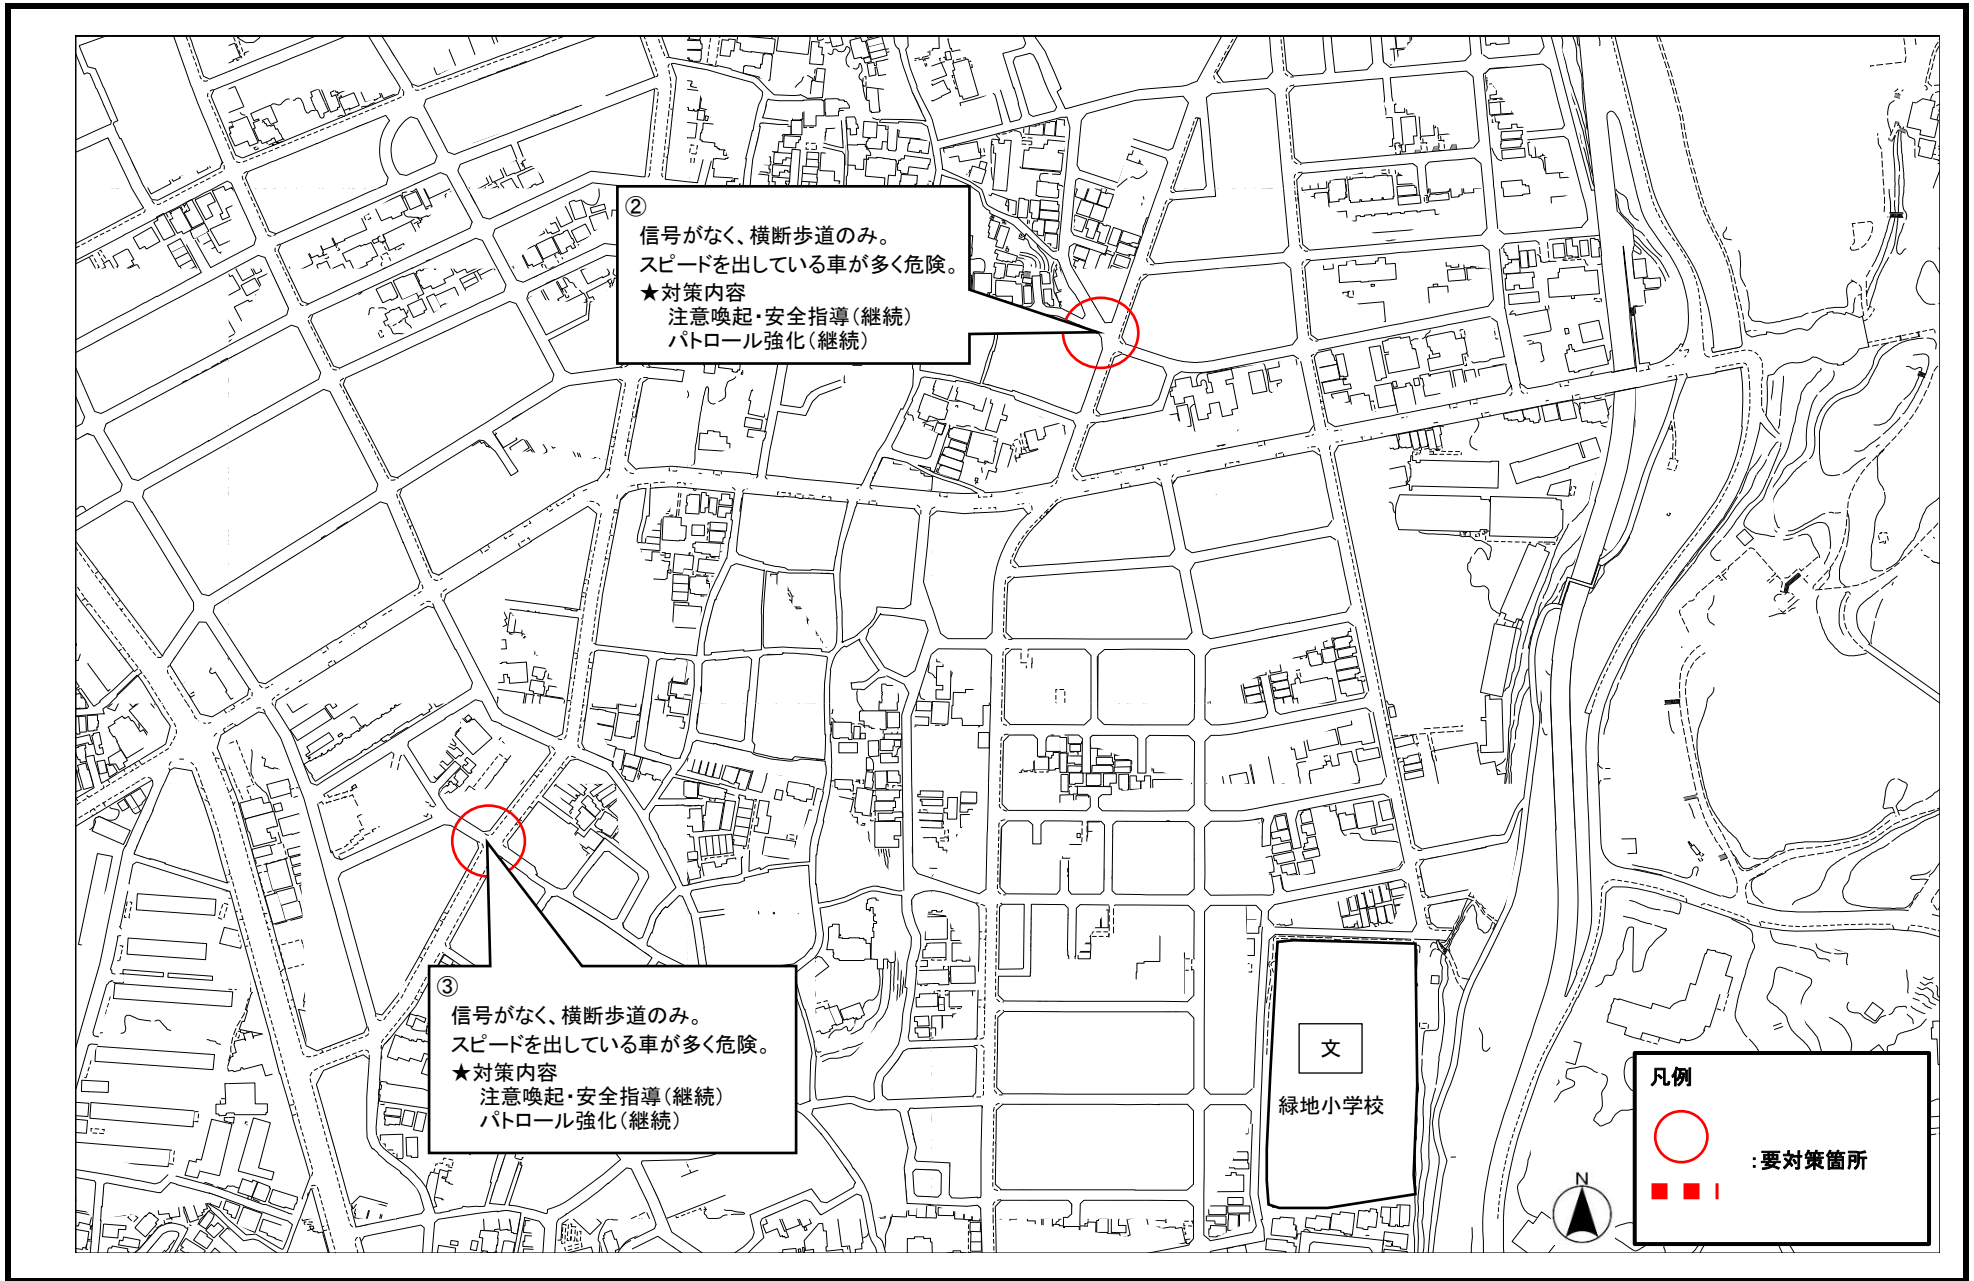 ②
信号がなく、横断歩道のみ。
スピードを出している車が多く危険。
★対策内容
注意喚起・安全指導(継続)
パトロール強化(継続)
③
信号がなく、横断歩道のみ。
スピードを出している車が多く危険。
★対策内容
注意喚起・安全指導(継続)
パトロール強化(継続)
文
緑地小学校
N
凡例
:要対策箇所